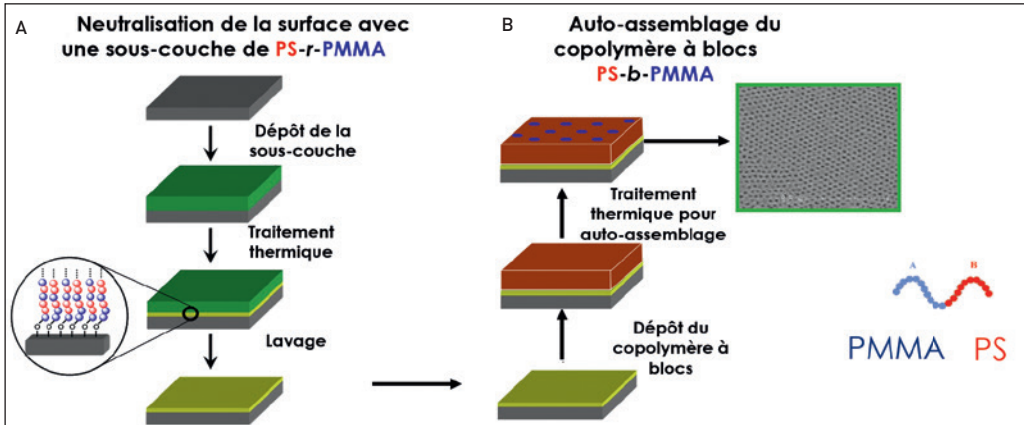 A
Neutralisation de la surface avec
une sous-couche de PS-r-PMMA
Dépôt de la
sous-couche
Traitement
thermique
Lavage
B
Auto-assemblage du
copolymère à blocs
PS-b-PMMA
Traitement
thermique pour
auto-assemblage
Dépôt du
copolymère à
blocs
A B
PMMA PS